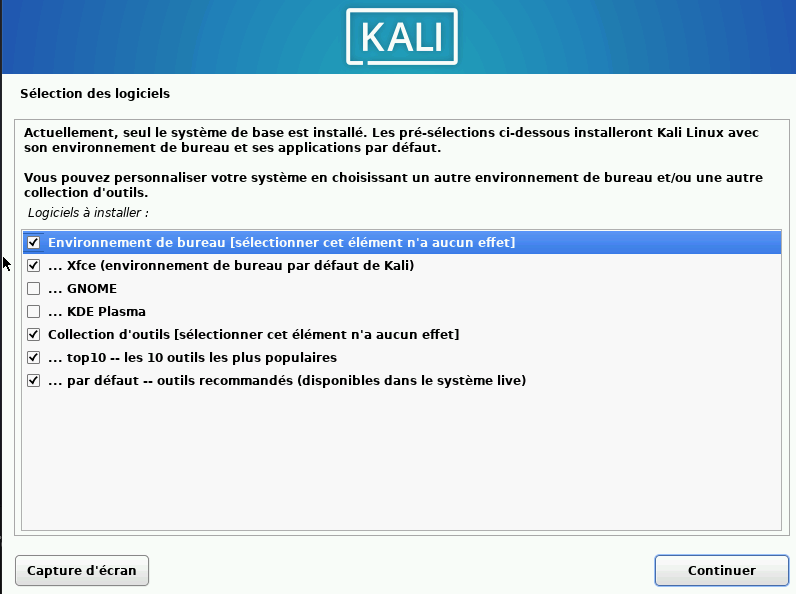 KALI
Sélection des logiciels
Actuellement, seul le système de base est installé. Les pré-sélections ci-dessous installeront Kali Linux avec
son environnement de bureau et ses applications par défaut.
Vous pouvez personnaliser votre système en choisissant un autre environnement de bureau et/ou une autre
collection d'outils.
Logiciels à installer :
Environnement de bureau [sélectionner cet élément n'a aucun effet]
... Xfce (environnement de bureau par défaut de Kali)
... GNOME
... KDE Plasma
Collection d'outils [sélectionner cet élément n'a aucun effet]
... top10 -- les 10 outils les plus populaires
... par défaut -- outils recommandés (disponibles dans le système live)
Capture d'écran
Continuer